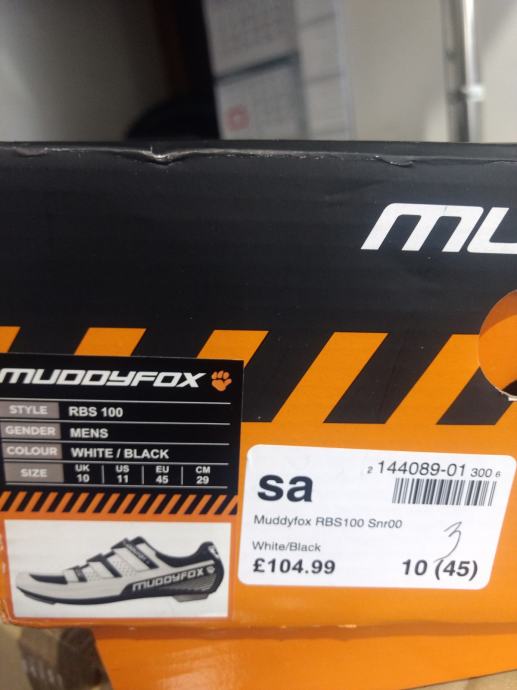 MU
MUDDYFOX
STYLE RBS 100
GENDER MENS
COLOUR WHITE / BLACK
SIZE UK 10 US 11 EU 45 CM 29
MUDDYFOX
sa
2 144089-01 300 6
Muddyfox RBS100 Snr00
3
White/Black
£104.99 10 (45)